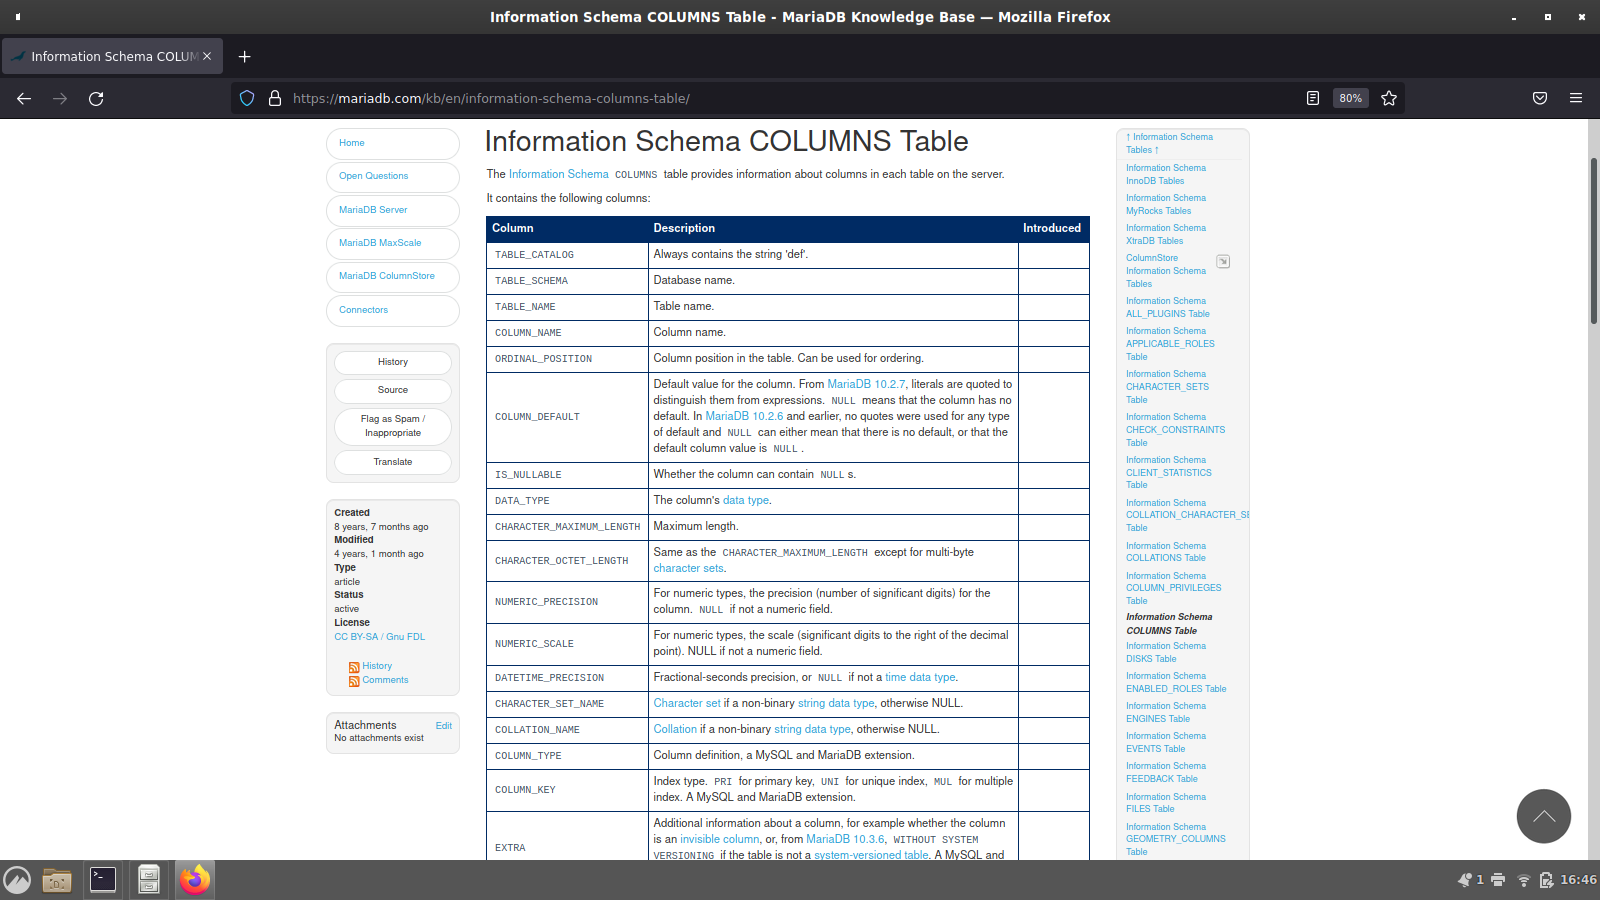 Information Schema COLUMNS Table - MariaDB Knowledge Base — Mozilla Firefox
Information Schema COLUM
https://mariadb.com/kb/en/information-schema-columns-table/
80%
Home
Open Questions
MariaDB Server
MariaDB MaxScale
MariaDB ColumnStore
Connectors
History
Source
Flag as Spam /
Inappropriate
Translate
Created
8 years, 7 months ago
Modified
4 years, 1 month ago
Type
article
Status
active
License
CC BY-SA / Gnu FDL
History
Comments
Attachments Edit
No attachments exist
Information Schema COLUMNS Table
The Information Schema COLUMNS table provides information about columns in each table on the server.
It contains the following columns:
Column Description Introduced
TABLE_CATALOG Always contains the string 'def'.
TABLE_SCHEMA Database name.
TABLE_NAME Table name.
COLUMN_NAME Column name.
ORDINAL_POSITION Column position in the table. Can be used for ordering.
COLUMN_DEFAULT
Default value for the column. From MariaDB 10.2.7, literals are quoted to
distinguish them from expressions. NULL means that the column has no
default. In MariaDB 10.2.6 and earlier, no quotes were used for any type
of default and NULL can either mean that there is no default, or that the
default column value is NULL .
IS_NULLABLE Whether the column can contain NULL s.
DATA_TYPE The column's data type.
CHARACTER_MAXIMUM_LENGTH Maximum length.
CHARACTER_OCTET_LENGTH
Same as the CHARACTER_MAXIMUM_LENGTH except for multi-byte
character sets.
NUMERIC_PRECISION
For numeric types, the precision (number of significant digits) for the
column. NULL if not a numeric field.
NUMERIC_SCALE
For numeric types, the scale (significant digits to the right of the decimal
point). NULL if not a numeric field.
DATETIME_PRECISION Fractional-seconds precision, or NULL if not a time data type.
CHARACTER_SET_NAME Character set if a non-binary string data type, otherwise NULL.
COLLATION_NAME Collation if a non-binary string data type, otherwise NULL.
COLUMN_TYPE Column definition, a MySQL and MariaDB extension.
COLUMN_KEY
Index type. PRI for primary key, UNI for unique index, MUL for multiple
index. A MySQL and MariaDB extension.
EXTRA
Additional information about a column, for example whether the column
is an invisible column, or, from MariaDB 10.3.6, WITHOUT SYSTEM
VERSIONING if the table is not a system-versioned table. A MySQL and
↑ Information Schema
Tables ↑
Information Schema
InnoDB Tables
Information Schema
MyRocks Tables
Information Schema
XtraDB Tables
ColumnStore
Information Schema
Tables
Information Schema
ALL_PLUGINS Table
Information Schema
APPLICABLE_ROLES
Table
Information Schema
CHARACTER_SETS
Table
Information Schema
CHECK_CONSTRAINTS
Table
Information Schema
CLIENT_STATISTICS
Table
Information Schema
COLLATION_CHARACTER_SE
Table
Information Schema
COLLATIONS Table
Information Schema
COLUMN_PRIVILEGES
Table
Information Schema
COLUMNS Table
Information Schema
DISKS Table
Information Schema
ENABLED_ROLES Table
Information Schema
ENGINES Table
Information Schema
EVENTS Table
Information Schema
FEEDBACK Table
Information Schema
FILES Table
Information Schema
GEOMETRY_COLUMNS
Table
1 16:46